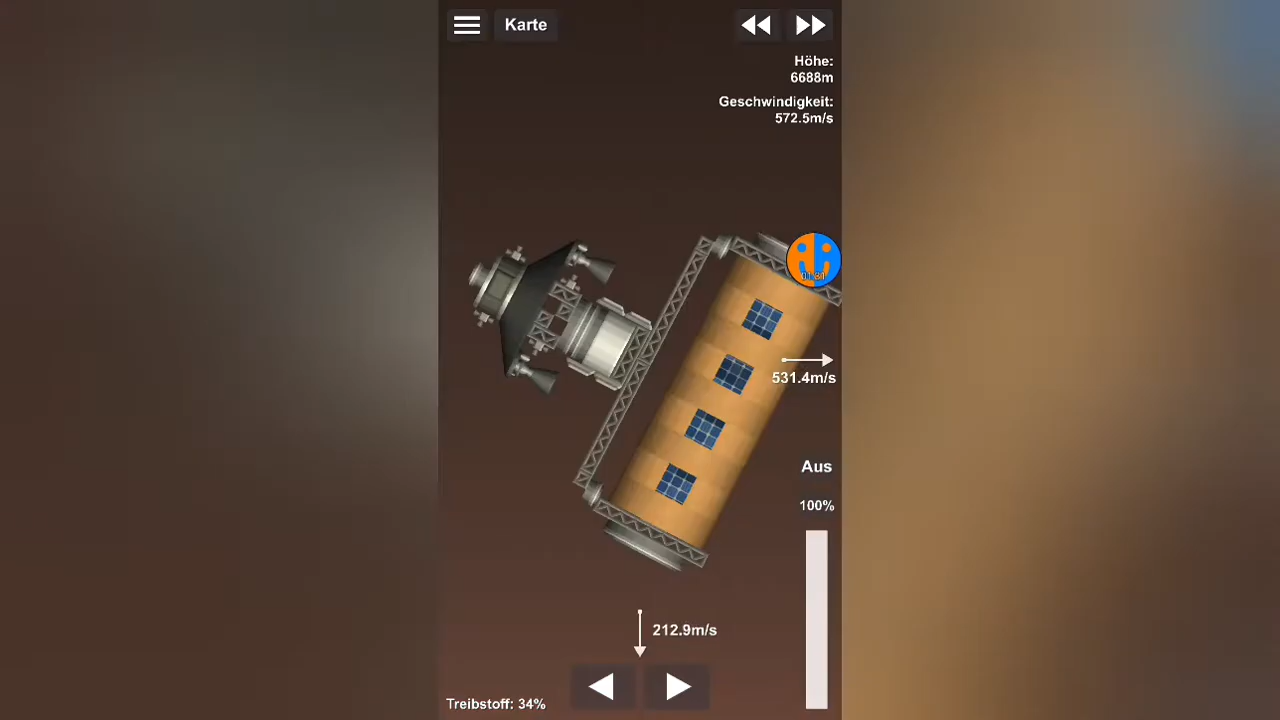 Karte
Höhe:
6688m
Geschwindigkeit:
572.5m/s
531.4m/s
Aus
100%
212.9m/s
Treibstoff: 34%